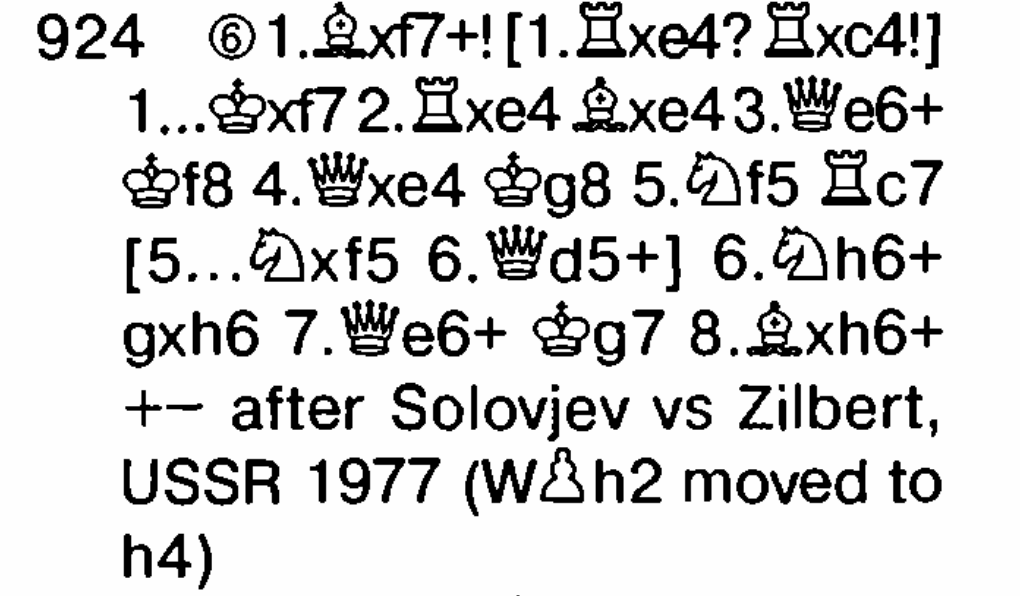 924 ⑥ 1.♗xf7+! [1.♖xe4? ♖xc4!]
1...♔xf7 2.♖xe4 ♗xe4 3.♕e6+
♔f8 4.♕xe4 ♔g8 5.♘f5 ♖c7
[5...♘xf5 6.♕d5+] 6.♘h6+
gxh6 7.♕e6+ ♔g7 8.♗xh6+
+− after Solovjev vs Zilbert,
USSR 1977 (W♙h2 moved to
h4)